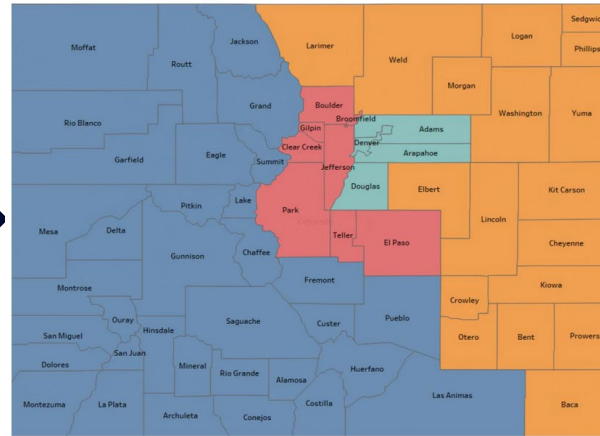 Sedgwic
Jackson
Larimer
Logan
Moffat
Phillips
Routt
Weld
Morgan
Grand
Boulder
Washington
Yuma
Rio Blanco
Broomfield
Gilpin
Adams
Denver
Clear Creek
Arapahoe
Garfield
Eagle
Summit
Jefferson
Douglas
Elbert
Kit Carson
Lake
Pitkin
Park
Lincoln
Mesa
Delta
Teller
El Paso
Cheyenne
Chaffee
Gunnison
Fremont
Kiowa
Montrose
Crowley
Ouray
Saguache
Custer
Pueblo
Hinsdale
San Miguel
Otero
Bent
Prowers
San Juan
Dolores
Mineral
Rio Grande
Huerfano
Alamosa
Las Animas
Montezuma
La Plata
Costilla
Baca
Archuleta
Conejos